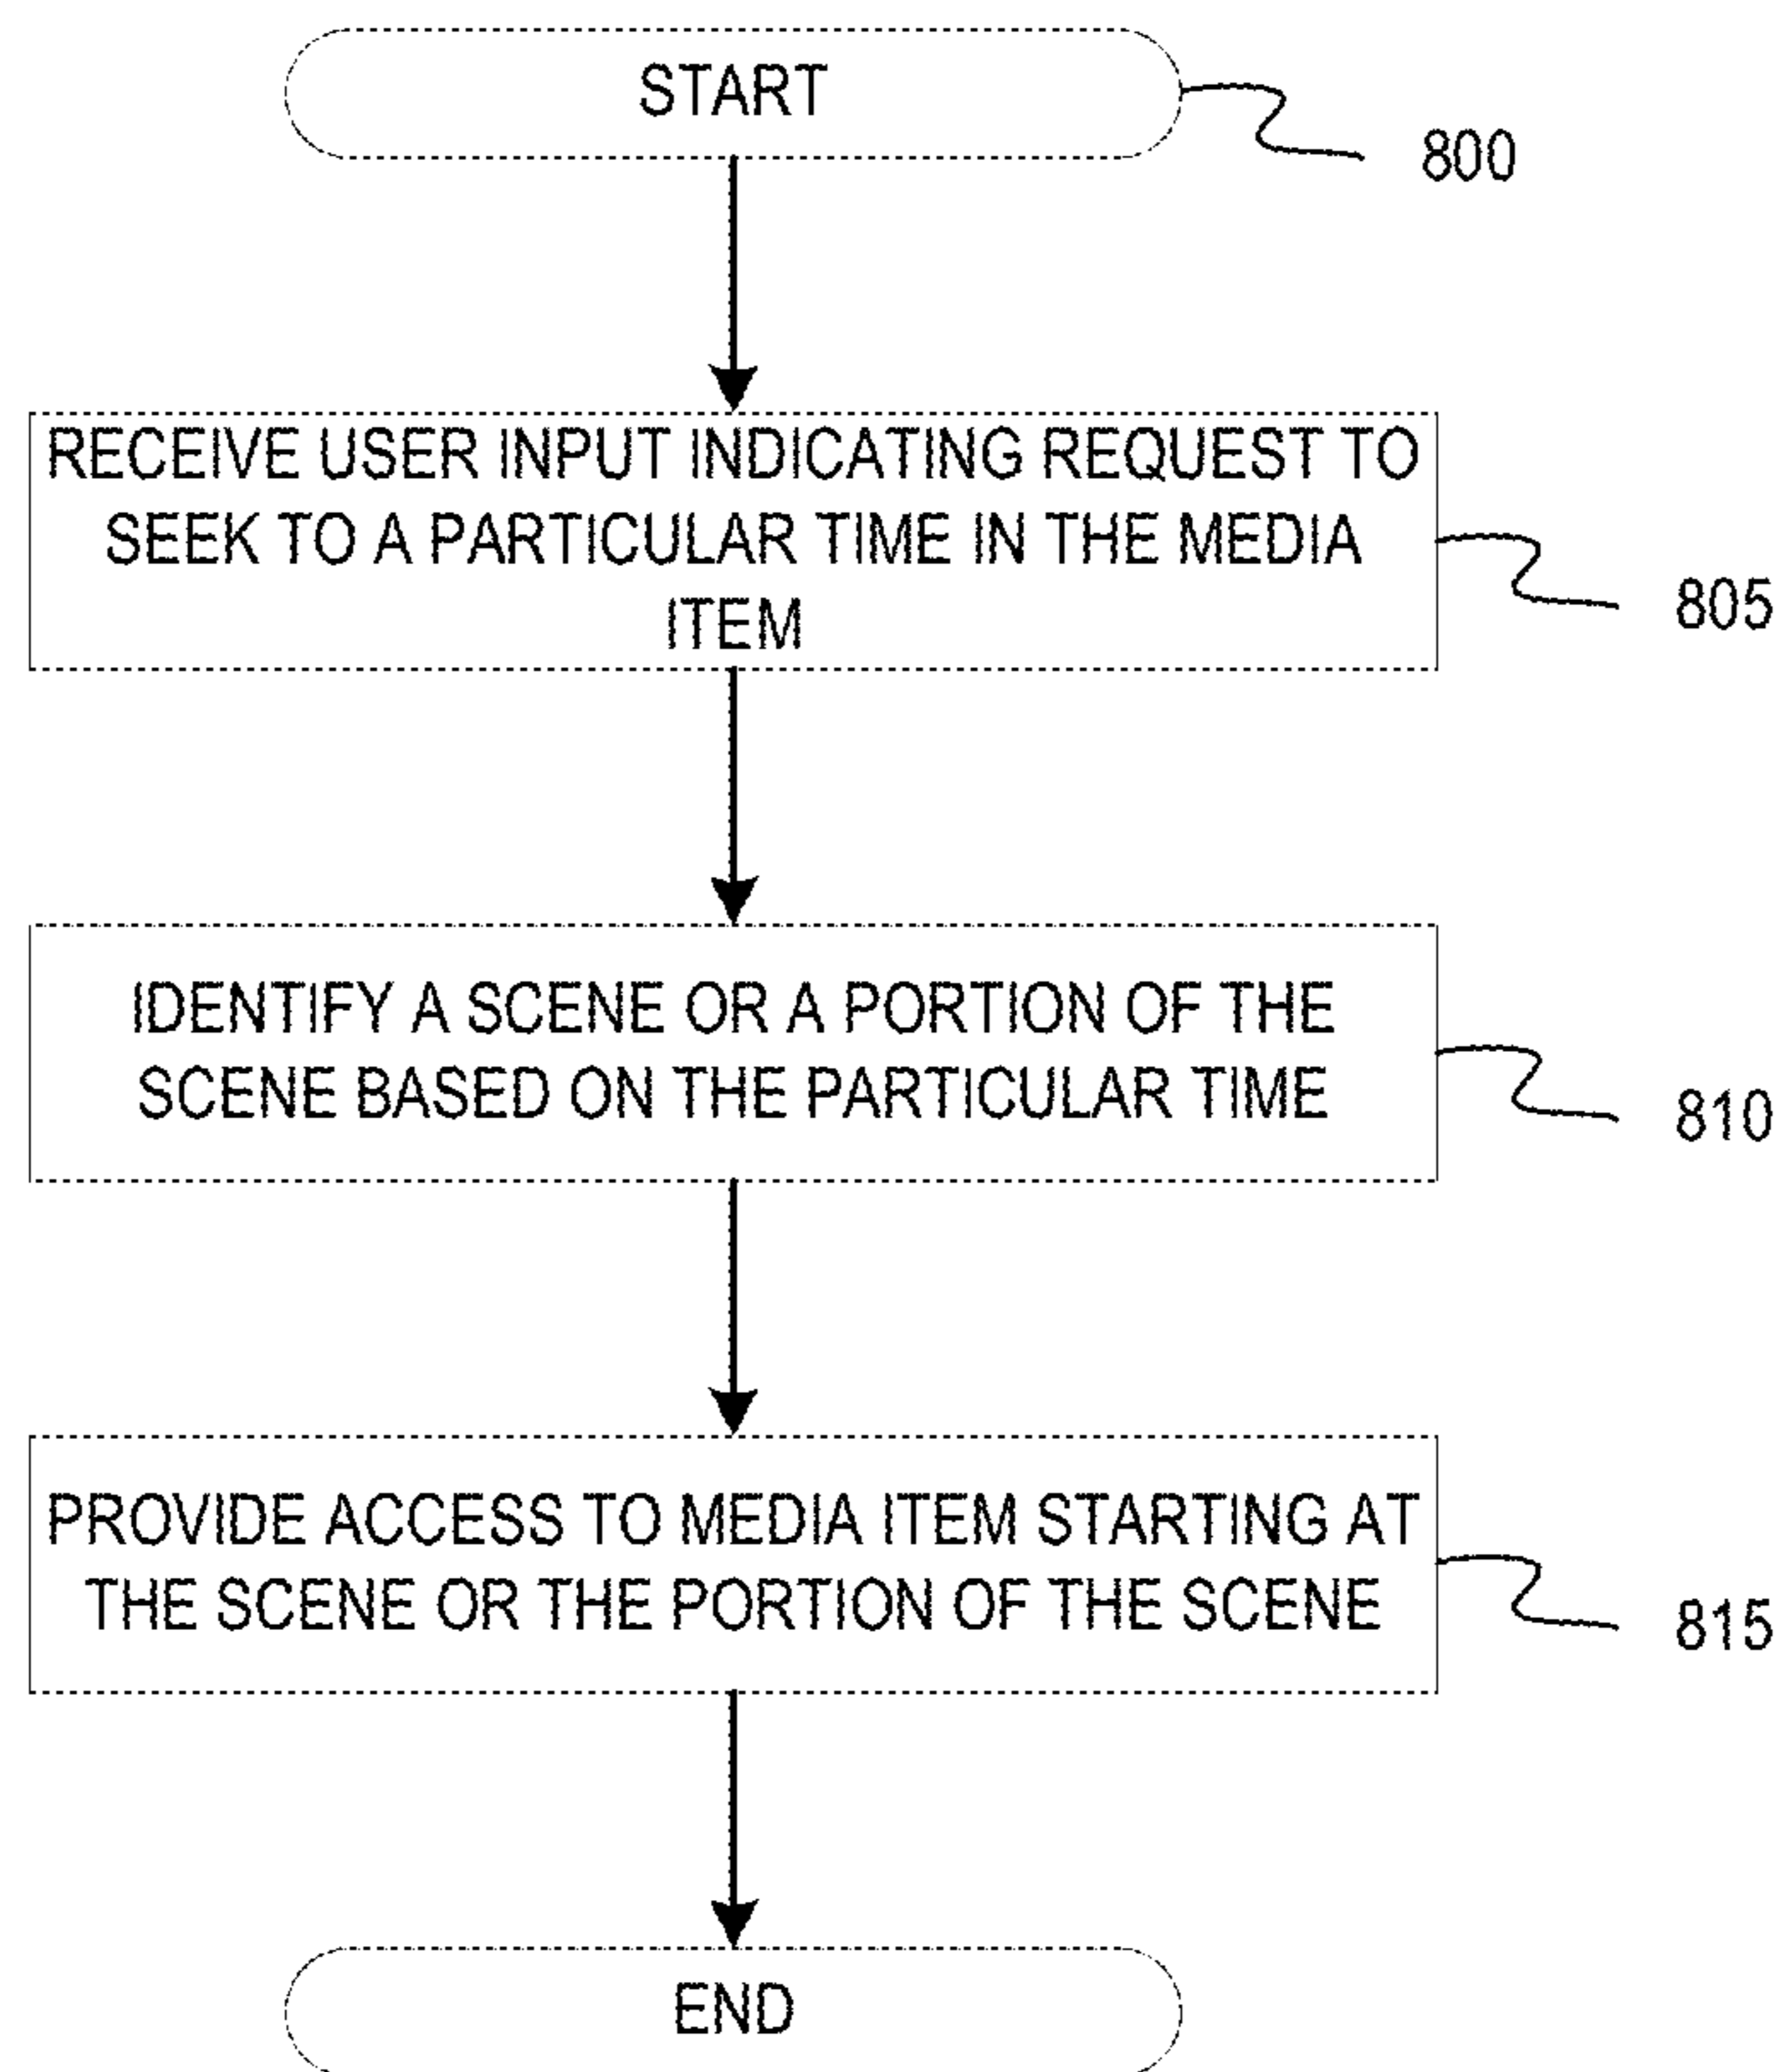 START
800
RECEIVE USER INPUT INDICATING REQUEST TO
SEEK TO A PARTICULAR TIME IN THE MEDIA
ITEM
805
IDENTIFY A SCENE OR A PORTION OF THE
SCENE BASED ON THE PARTICULAR TIME
810
PROVIDE ACCESS TO MEDIA ITEM STARTING AT
THE SCENE OR THE PORTION OF THE SCENE
815
END